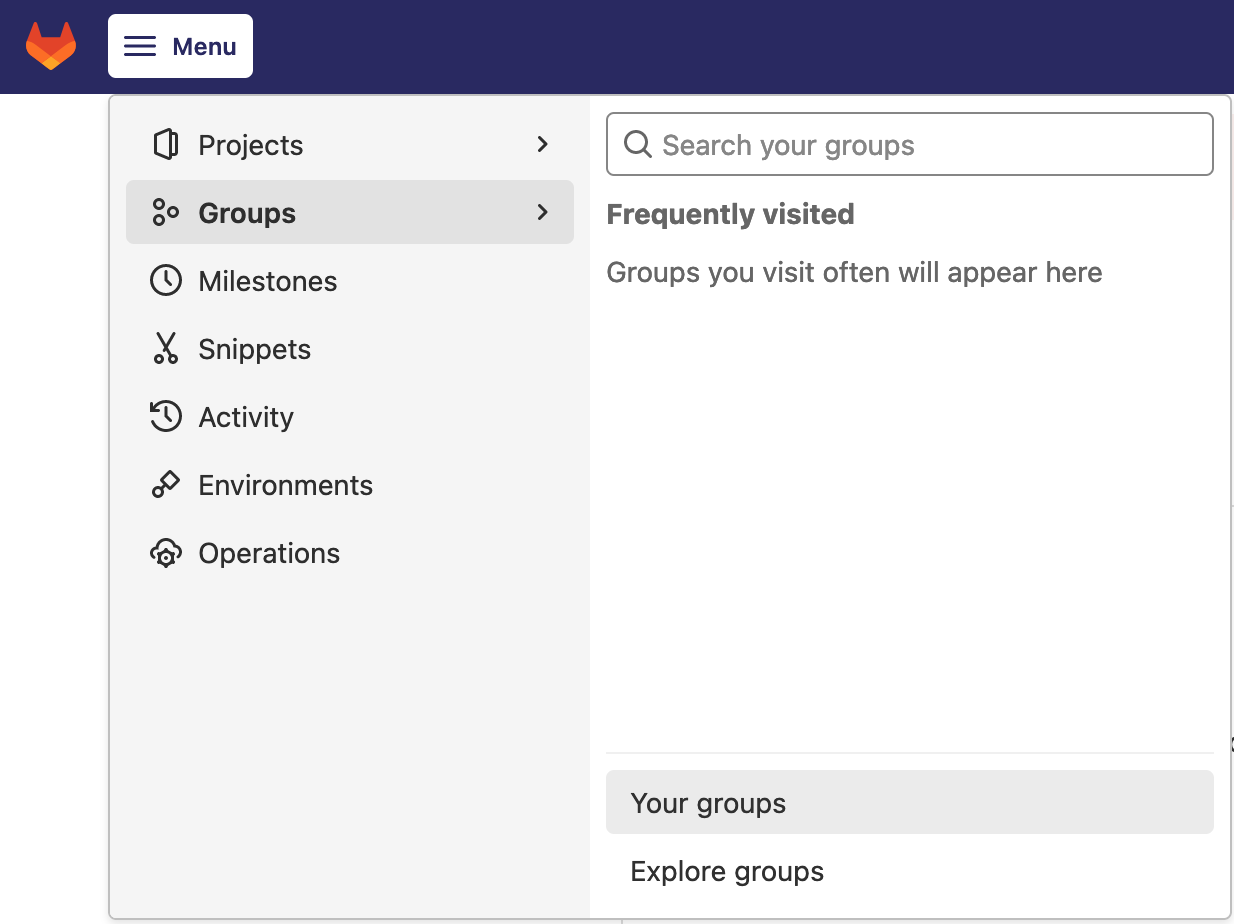 Menu
Projects
Groups
Milestones
Snippets
Activity
Environments
Operations
Search your groups
Frequently visited
Groups you visit often will appear here
Your groups
Explore groups